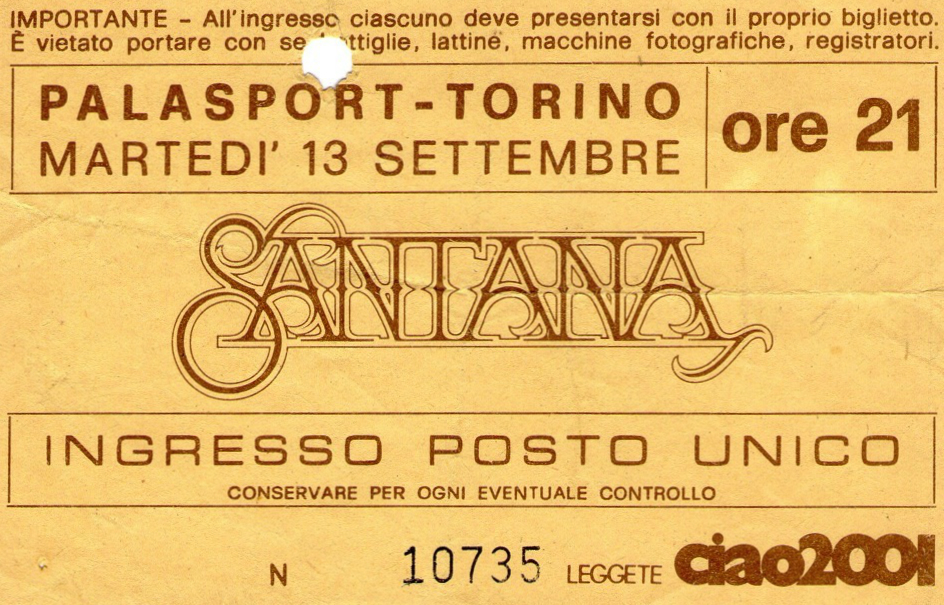 IMPORTANTE - All'ingresso ciascuno deve presentarsi con il proprio biglietto.
È vietato portare con se bottiglie, lattine, macchine fotografiche, registratori.
PALASPORT-TORINO
MARTEDI' 13 SETTEMBRE
ore 21
SANTANA
INGRESSO POSTO UNICO
CONSERVARE PER OGNI EVENTUALE CONTROLLO
N 10735 LEGGETE ciao2001